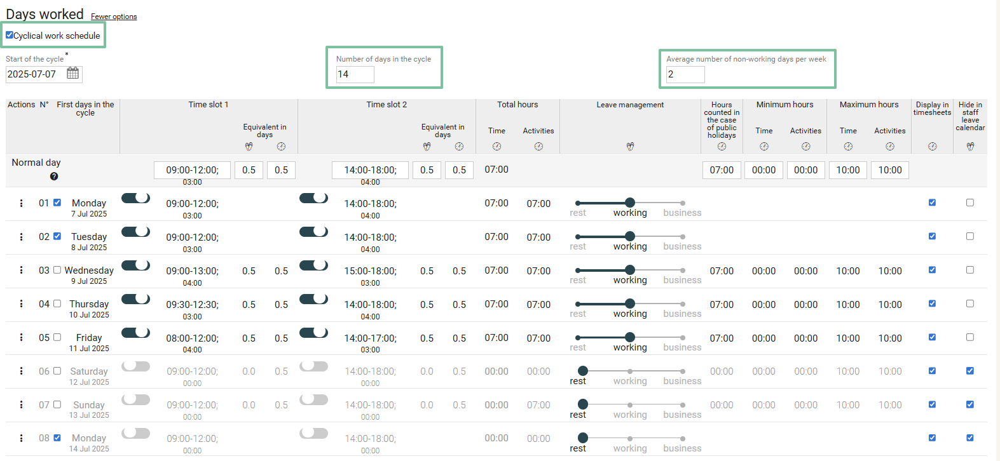 Days worked Fewer options
Cyclical work schedule
Start of the cycle *
2025-07-07
Number of days in the cycle
14
Average number of non-working days per week
2
Actions N° First days in the cycle Time slot 1 Time slot 2 Total hours Leave management Hours counted in the case of public holidays Minimum hours Maximum hours Display in timesheets Hide in staff leave calendar
Equivalent in days Equivalent in days Time Activities Time Activities Time Activities
Normal day ? 09:00-12:00; 0.5 0.5 14:00-18:00; 0.5 0.5 07:00 07:00 00:00 00:00 10:00 10:00
03:00 04:00
01 Monday 09:00-12:00; 14:00-18:00; 07:00 07:00
7 Jul 2025 03:00 04:00 rest working business
02 Tuesday 09:00-12:00; 14:00-18:00; 07:00 07:00
8 Jul 2025 03:00 04:00 rest working business
03 Wednesday 09:00-13:00; 0.5 0.5 15:00-18:00; 0.5 0.5 07:00 07:00 07:00 00:00 00:00 10:00 10:00
9 Jul 2025 04:00 03:00 rest working business
04 Thursday 09:30-12:30; 0.5 0.5 14:00-18:00; 0.5 0.5 07:00 07:00 07:00 00:00 00:00 10:00 10:00
10 Jul 2025 03:00 04:00 rest working business
05 Friday 08:00-12:00; 0.5 0.5 14:00-17:00; 0.5 0.5 07:00 07:00 07:00 00:00 00:00 10:00 10:00
11 Jul 2025 04:00 03:00 rest working business
06 Saturday 09:00-12:00; 0.0 0.5 14:00-18:00; 0.0 0.5 00:00 00:00 00:00 00:00 00:00 10:00 10:00
12 Jul 2025 00:00 00:00 rest working business
07 Sunday 09:00-12:00; 0.0 0.5 14:00-18:00; 0.0 0.5 00:00 07:00 00:00 00:00 00:00 10:00 10:00
13 Jul 2025 00:00 00:00 rest working business
08 Monday 09:00-12:00; 14:00-18:00; 00:00 00:00
14 Jul 2025 00:00 00:00 rest working business